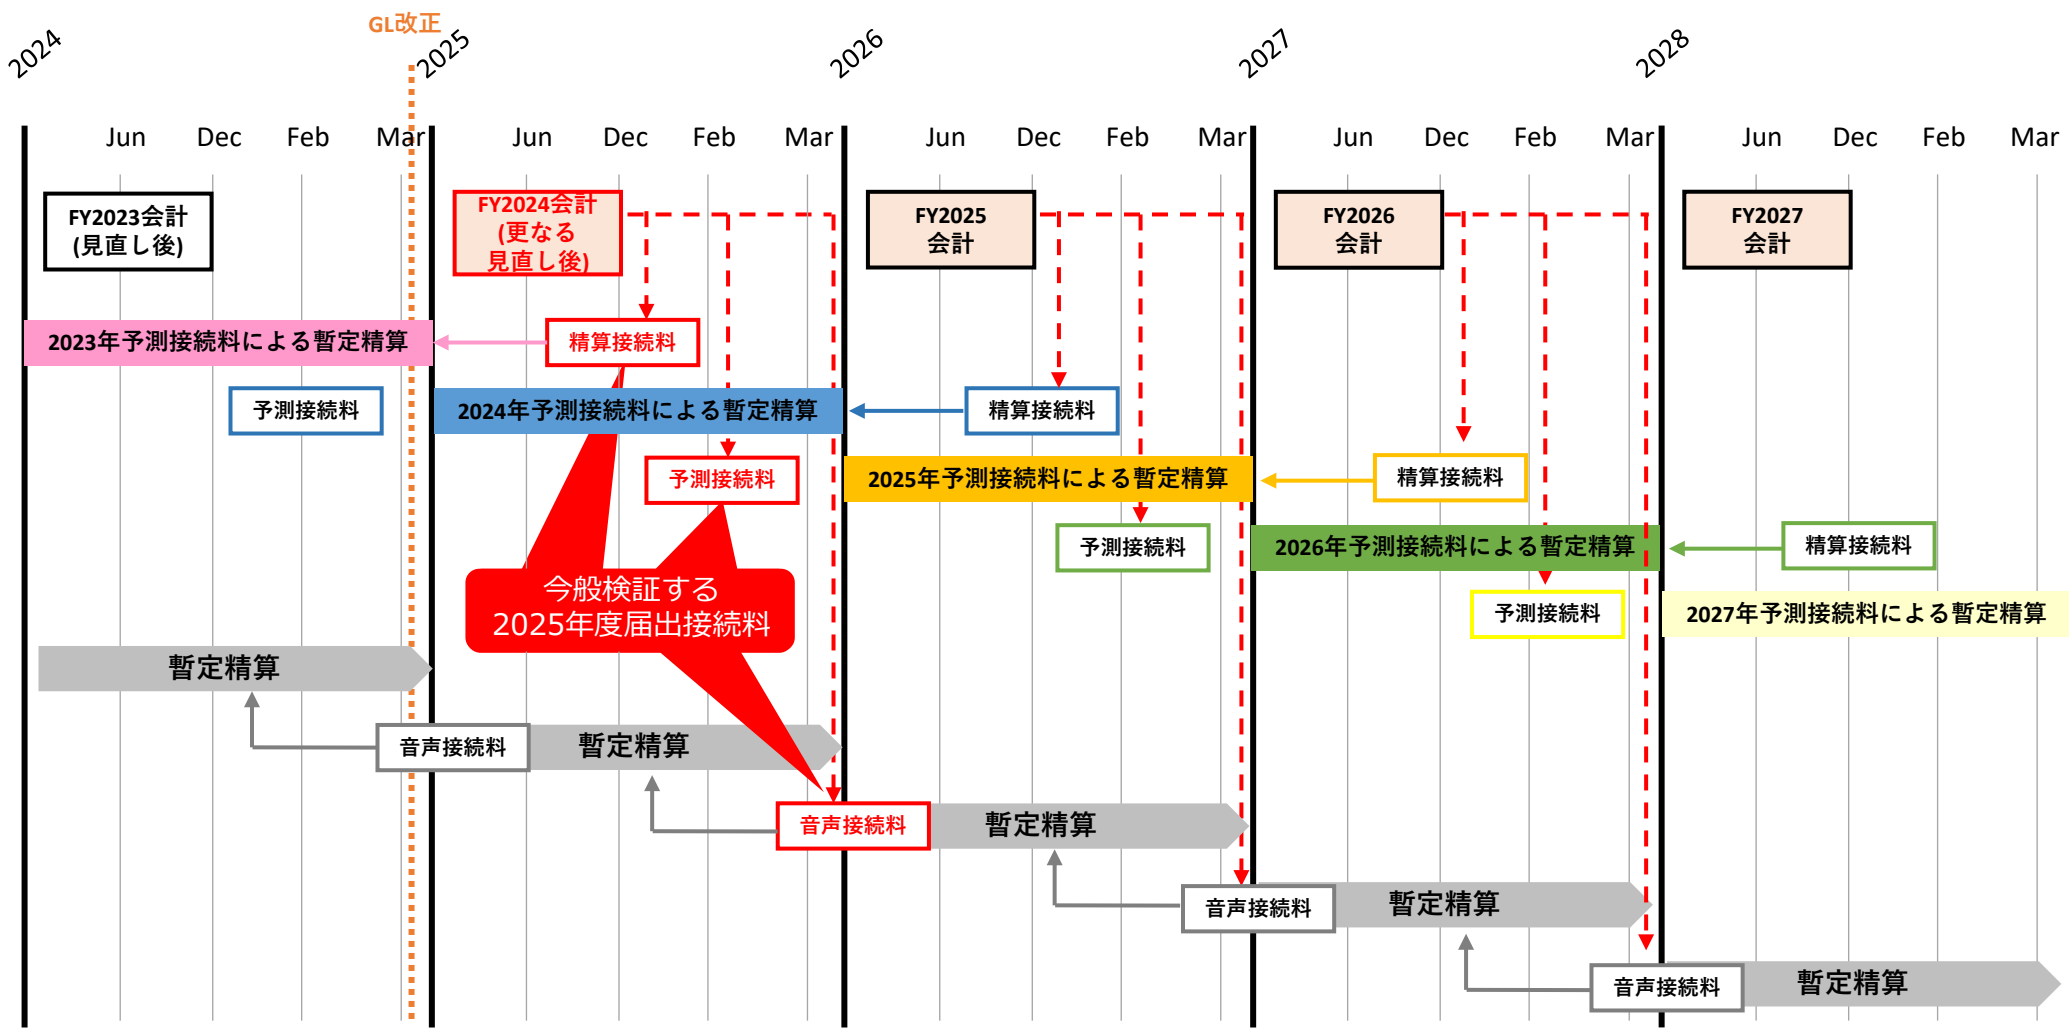 GL改正
2024
2025
2026
2027
2028
Jun Dec Feb Mar Jun Dec Feb Mar Jun Dec Feb Mar Jun Dec Feb Mar Jun Dec Feb Mar
FY2023会計
(見直し後)
FY2024会計
(更なる
見直し後)
FY2025
会計
FY2026
会計
FY2027
会計
2023年予測接続料による暫定精算
精算接続料
予測接続料
2024年予測接続料による暫定精算
精算接続料
予測接続料
2025年予測接続料による暫定精算
精算接続料
予測接続料
2026年予測接続料による暫定精算
精算接続料
今般検証する
2025年度届出接続料
予測接続料
2027年予測接続料による暫定精算
暫定精算
音声接続料
暫定精算
音声接続料
暫定精算
音声接続料
暫定精算
音声接続料
暫定精算